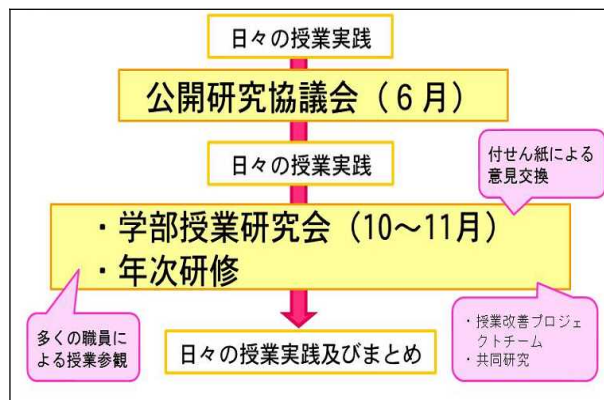 日々の授業実践
公開研究協議会（６月）
日々の授業実践
付せん紙による
意見交換
・学部授業研究会（10～11月）
・年次研修
多くの職員に
よる授業参観
・授業改善プロジェ
クトチーム
・共同研究
日々の授業実践及びまとめ